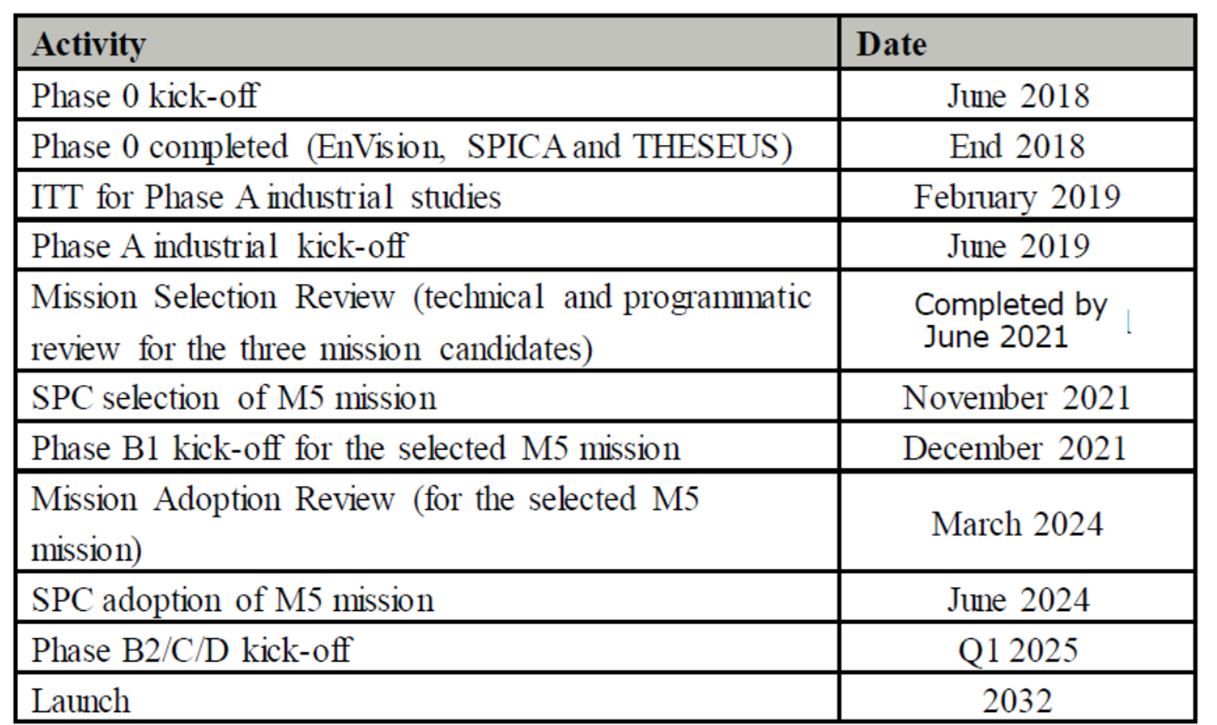 Activity Date
Phase 0 kick-off June 2018
Phase 0 completed (EnVision, SPICA and THESEUS) End 2018
ITT for Phase A industrial studies February 2019
Phase A industrial kick-off June 2019
Mission Selection Review (technical and programmatic
review for the three mission candidates)
Completed by
June 2021
SPC selection of M5 mission November 2021
Phase B1 kick-off for the selected M5 mission December 2021
Mission Adoption Review (for the selected M5
mission)
March 2024
SPC adoption of M5 mission June 2024
Phase B2/C/D kick-off Q1 2025
Launch 2032